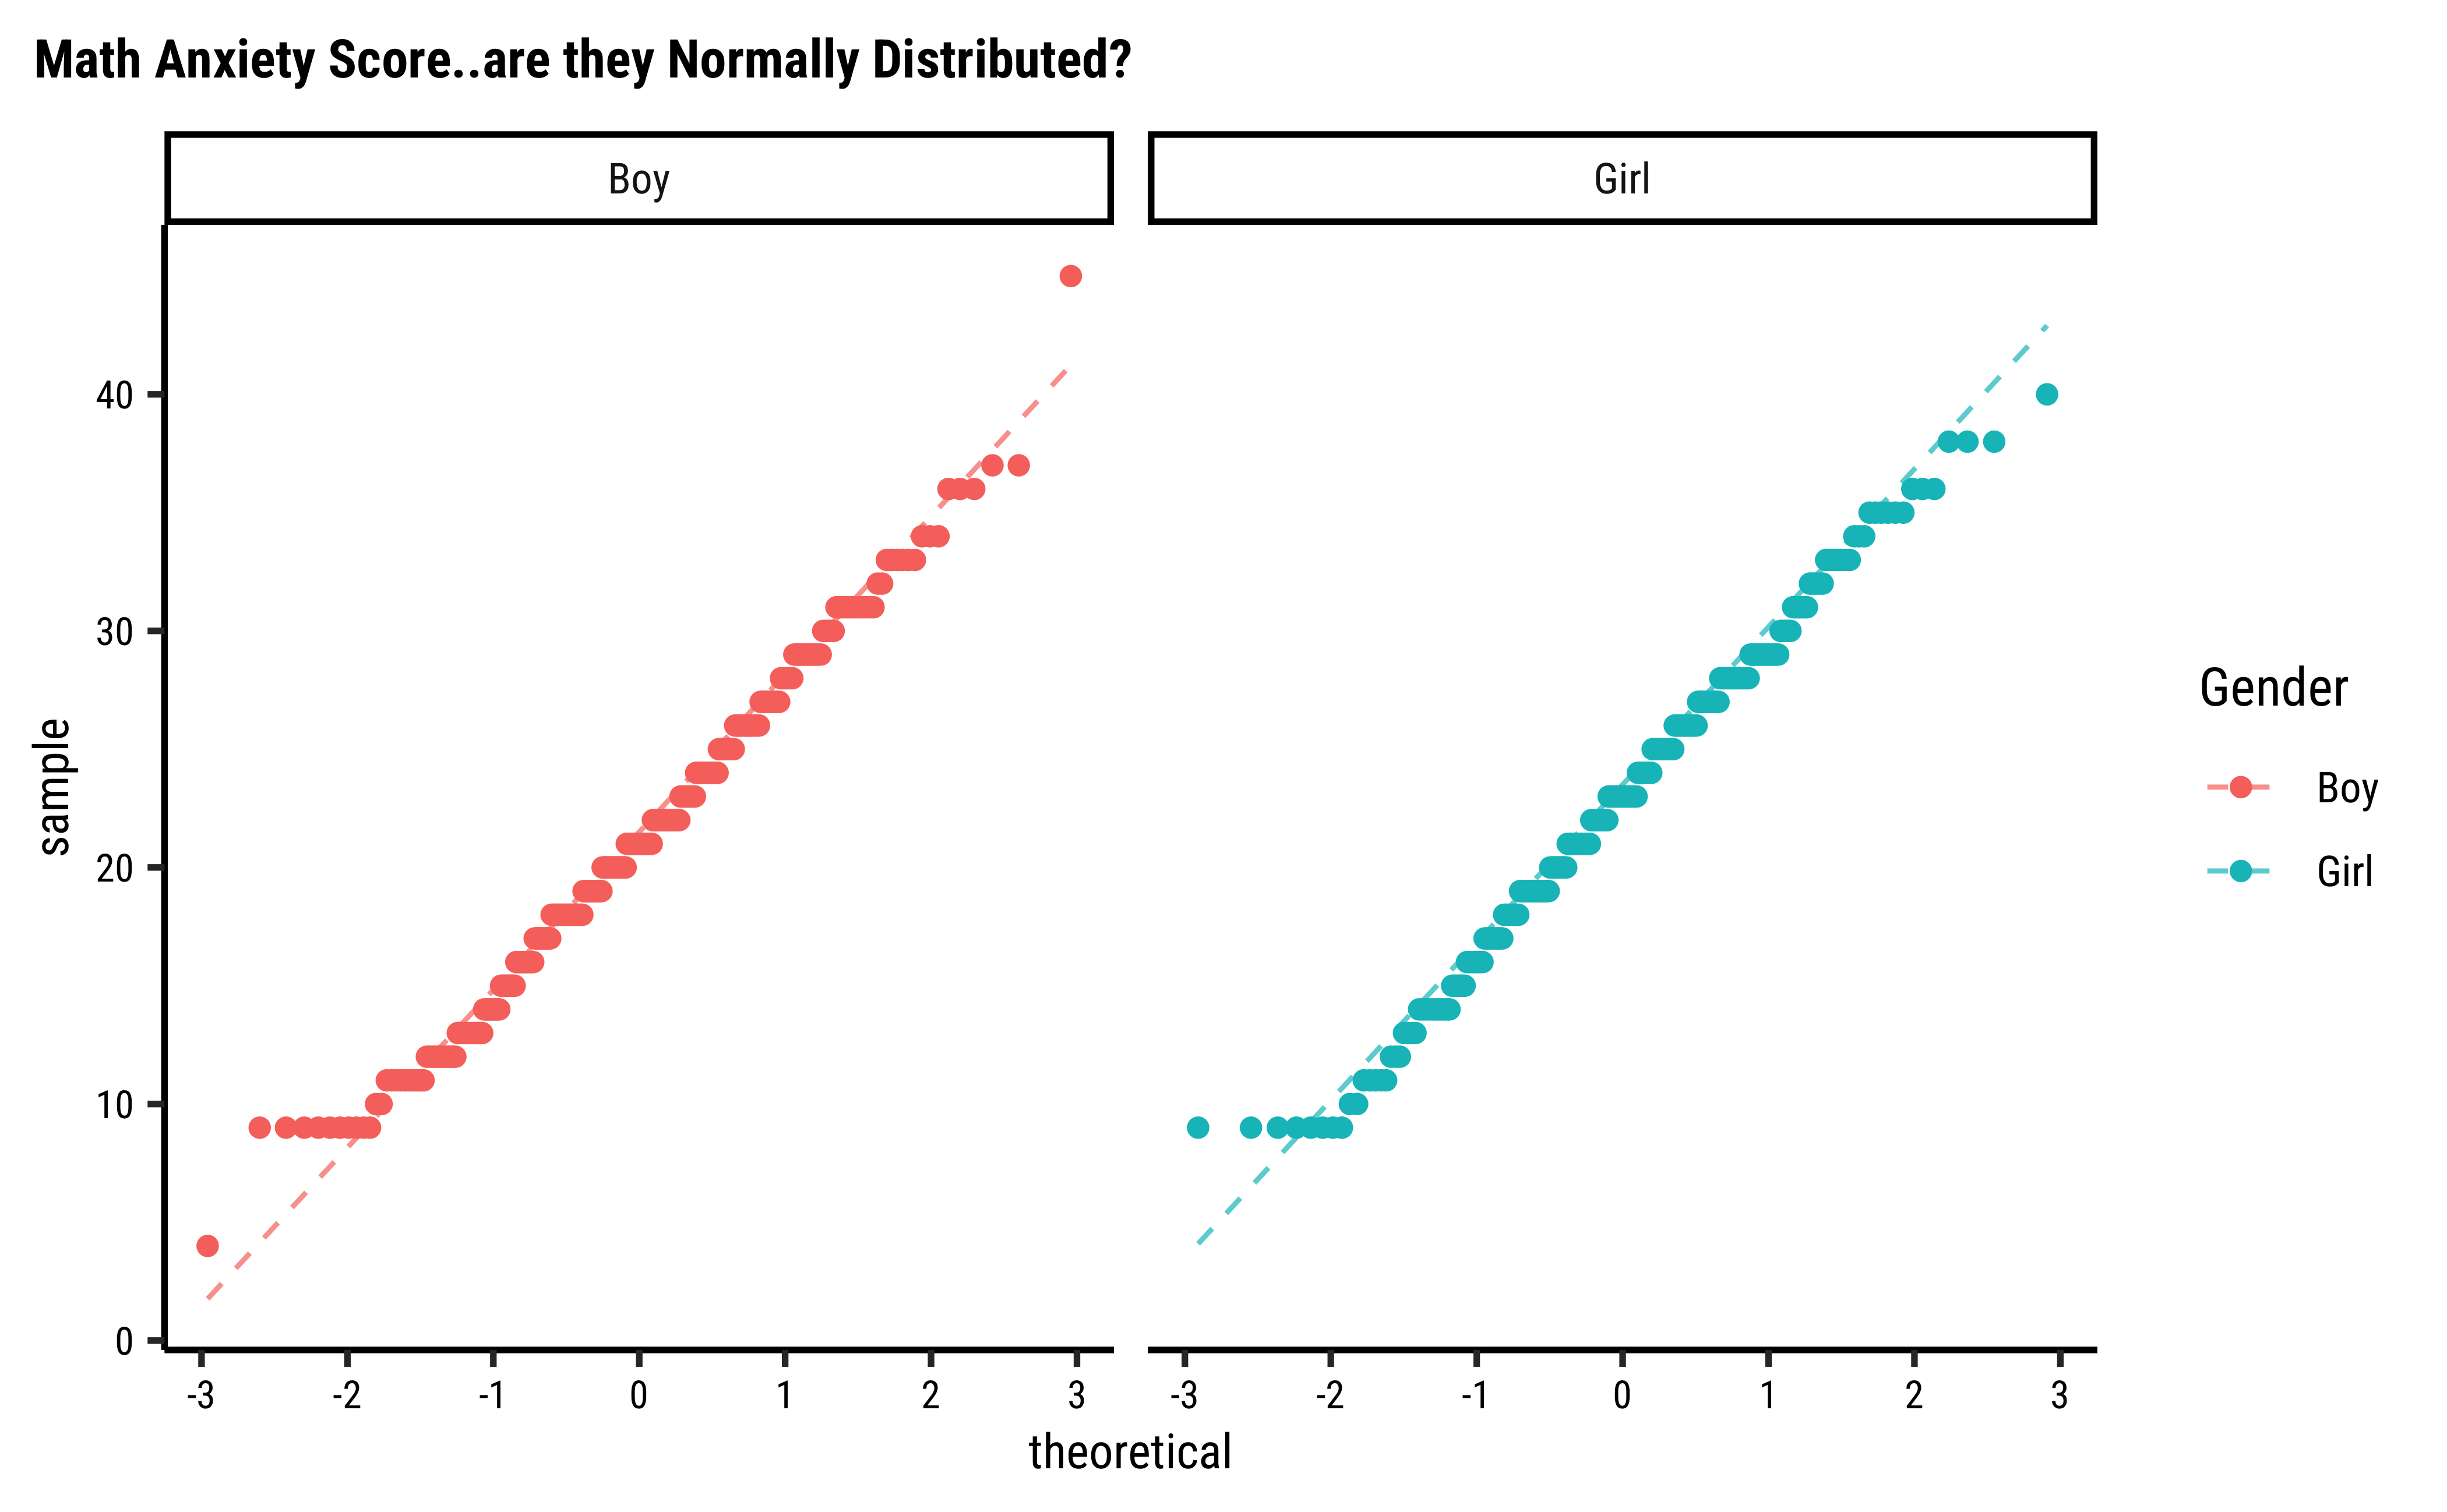 Math Anxiety Score..are they Normally Distributed?
Boy
Girl
sample
40
30
20
10
0
-3 -2 -1 0 1 2 3
-3 -2 -1 0 1 2 3
theoretical
Gender
Boy
Girl